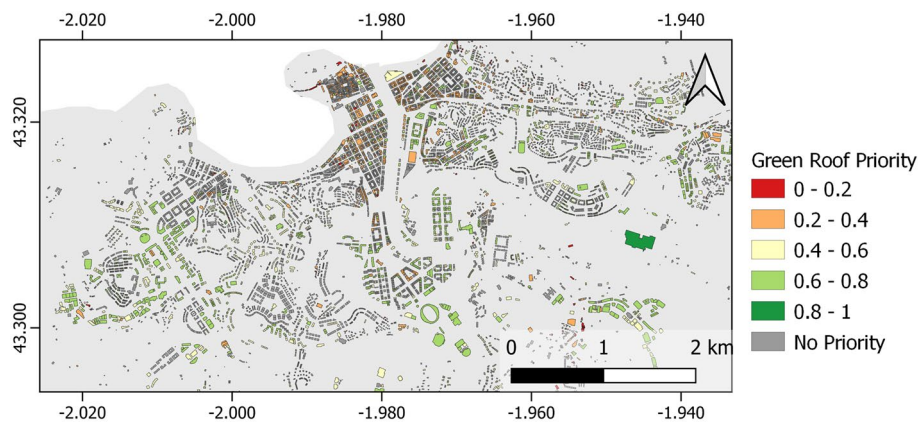 -2.020 -2.000 -1.980 -1.960 -1.940
43.320
43.300
Green Roof Priority
0 - 0.2
0.2 - 0.4
0.4 - 0.6
0.6 - 0.8
0.8 - 1
No Priority
0 1 2 km
-2.020 -2.000 -1.980 -1.960 -1.940